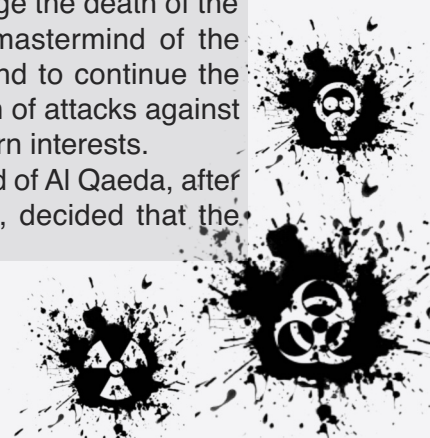 ge the death of the
mastermind of the
nd to continue the
n of attacks against
rn interests.
d of Al Qaeda, after
, decided that the